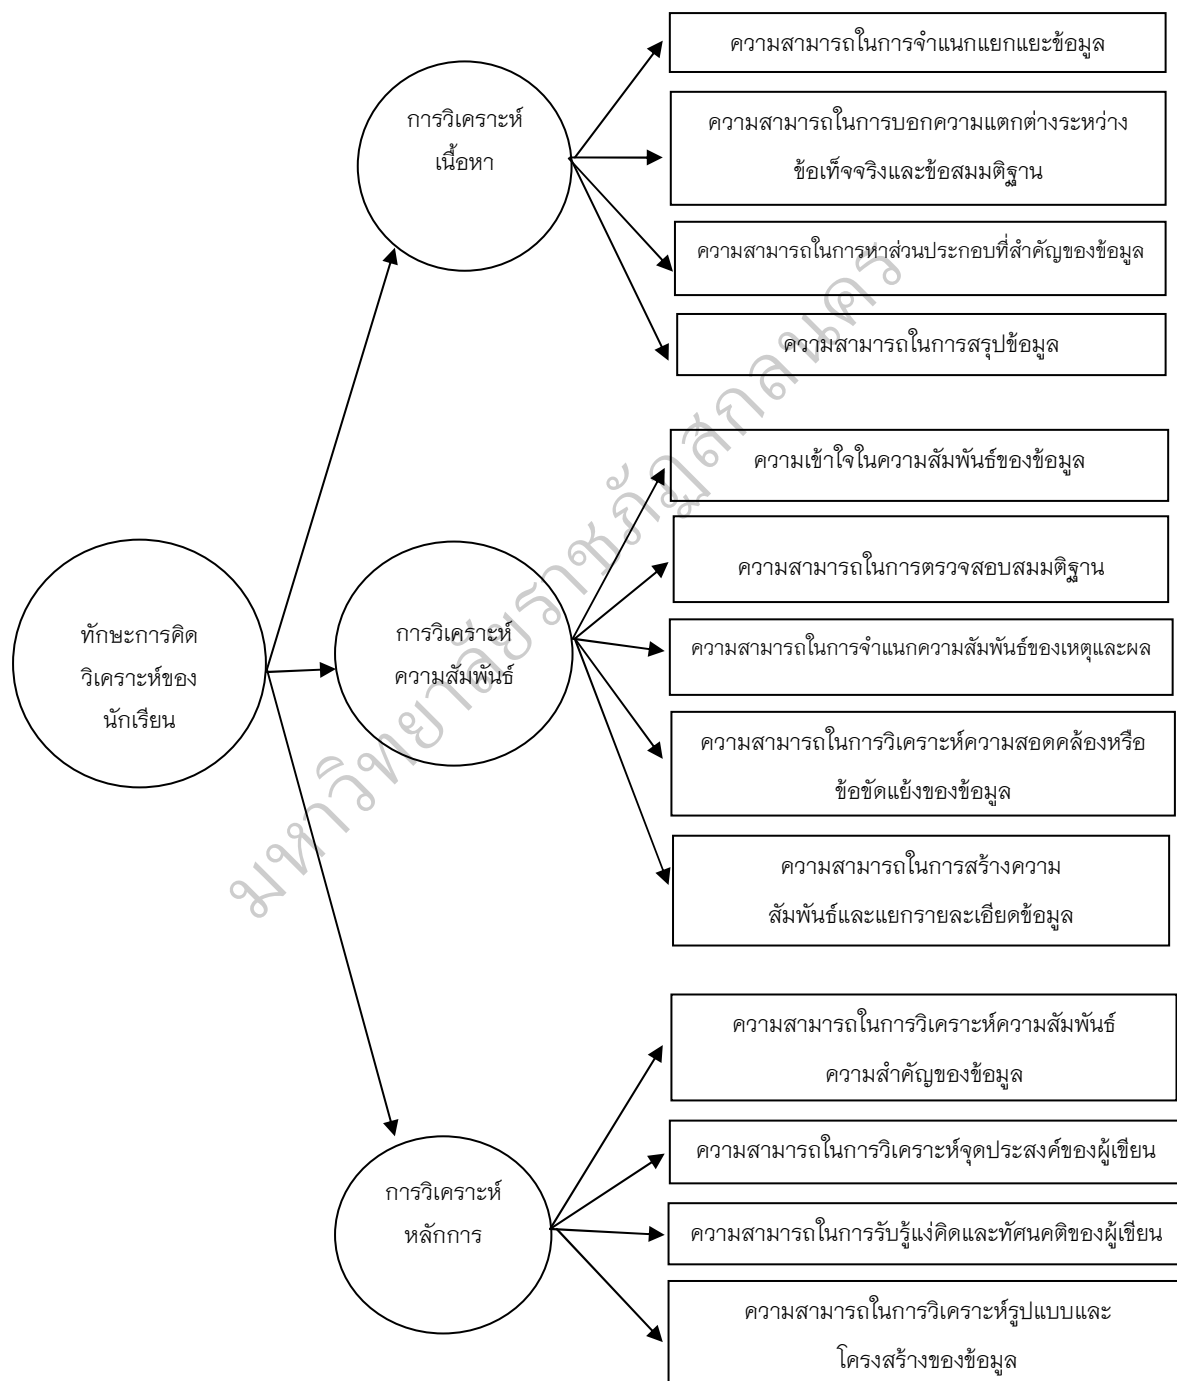 ทักษะการคิด
วิเคราะห์ของ
นักเรียน
การวิเคราะห์
เนื้อหา
ความสามารถในการจำแนกแยกแยะข้อมูล
ความสามารถในการบอกความแตกต่างระหว่าง
ข้อเท็จจริงและข้อสมมติฐาน
ความสามารถในการหาส่วนประกอบที่สำคัญของข้อมูล
ความสามารถในการสรุปข้อมูล
การวิเคราะห์
ความสัมพันธ์
ความเข้าใจในความสัมพันธ์ของข้อมูล
ความสามารถในการตรวจสอบสมมติฐาน
ความสามารถในการจำแนกความสัมพันธ์ของเหตุและผล
ความสามารถในการวิเคราะห์ความสอดคล้องหรือ
ข้อขัดแย้งของข้อมูล
ความสามารถในการสร้างความ
สัมพันธ์และแยกรายละเอียดข้อมูล
การวิเคราะห์
หลักการ
ความสามารถในการวิเคราะห์ความสัมพันธ์
ความสำคัญของข้อมูล
ความสามารถในการวิเคราะห์จุดประสงค์ของผู้เขียน
ความสามารถในการรับรู้แง่คิดและทัศนคติของผู้เขียน
ความสามารถในการวิเคราะห์รูปแบบและ
โครงสร้างของข้อมูล
มหาวิทยาลัยราชภัฏสกลนคร